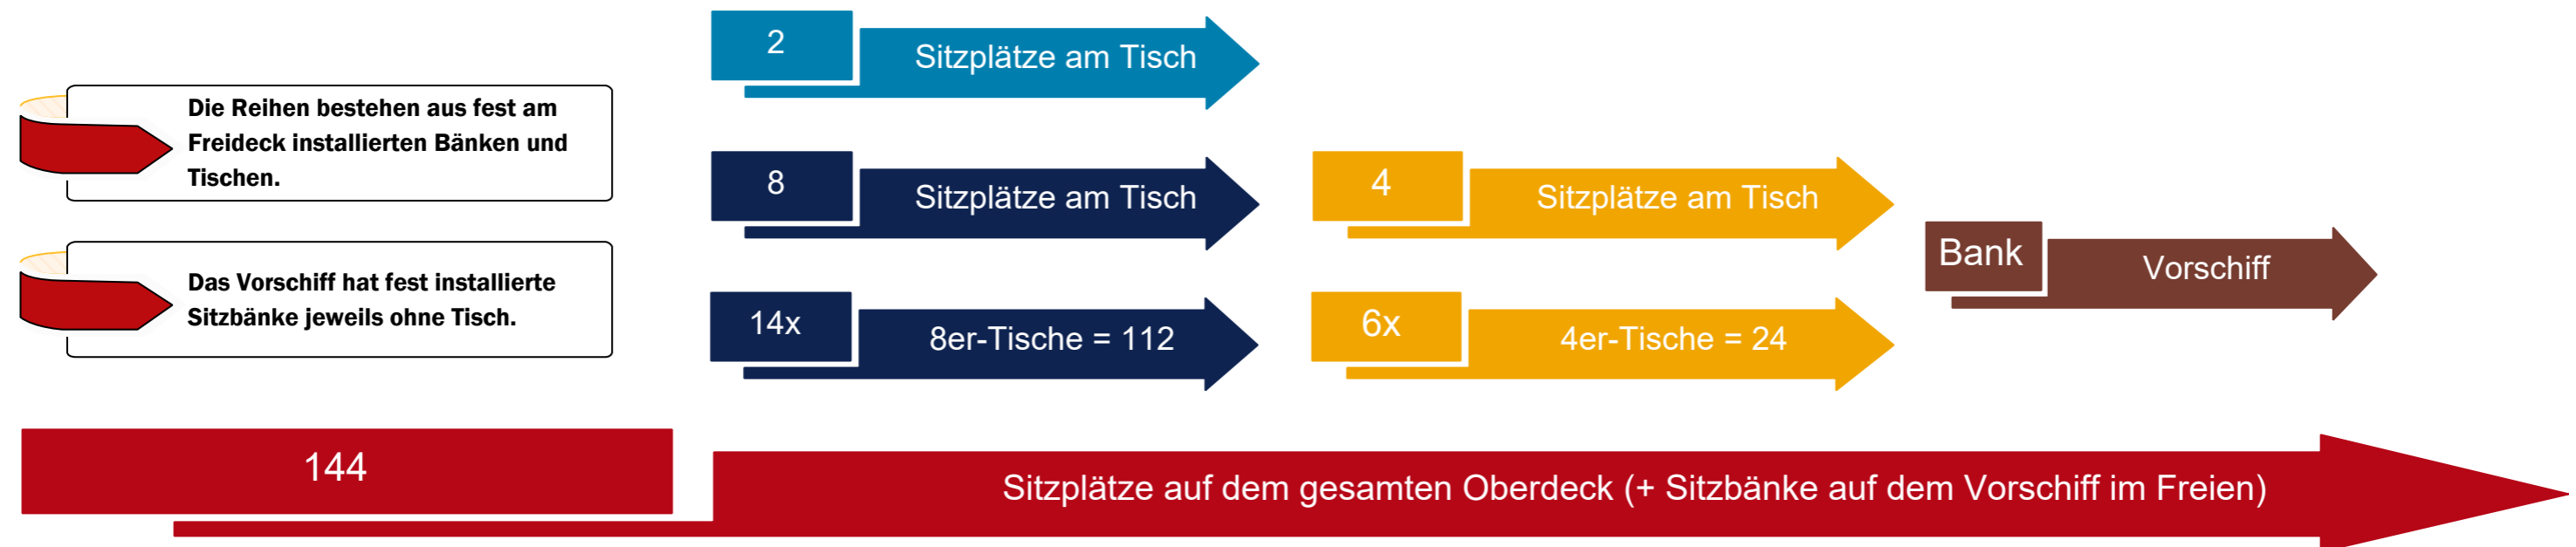 Die Reihen bestehen aus fest am
Freideck installierten Bänken und
Tischen.
Das Vorschiff hat fest installierte
Sitzbänke jeweils ohne Tisch.
2
Sitzplätze am Tisch
8
Sitzplätze am Tisch
4
Sitzplätze am Tisch
Bank
Vorschiff
14x
8er-Tische = 112
6x
4er-Tische = 24
144
Sitzplätze auf dem gesamten Oberdeck (+ Sitzbänke auf dem Vorschiff im Freien)